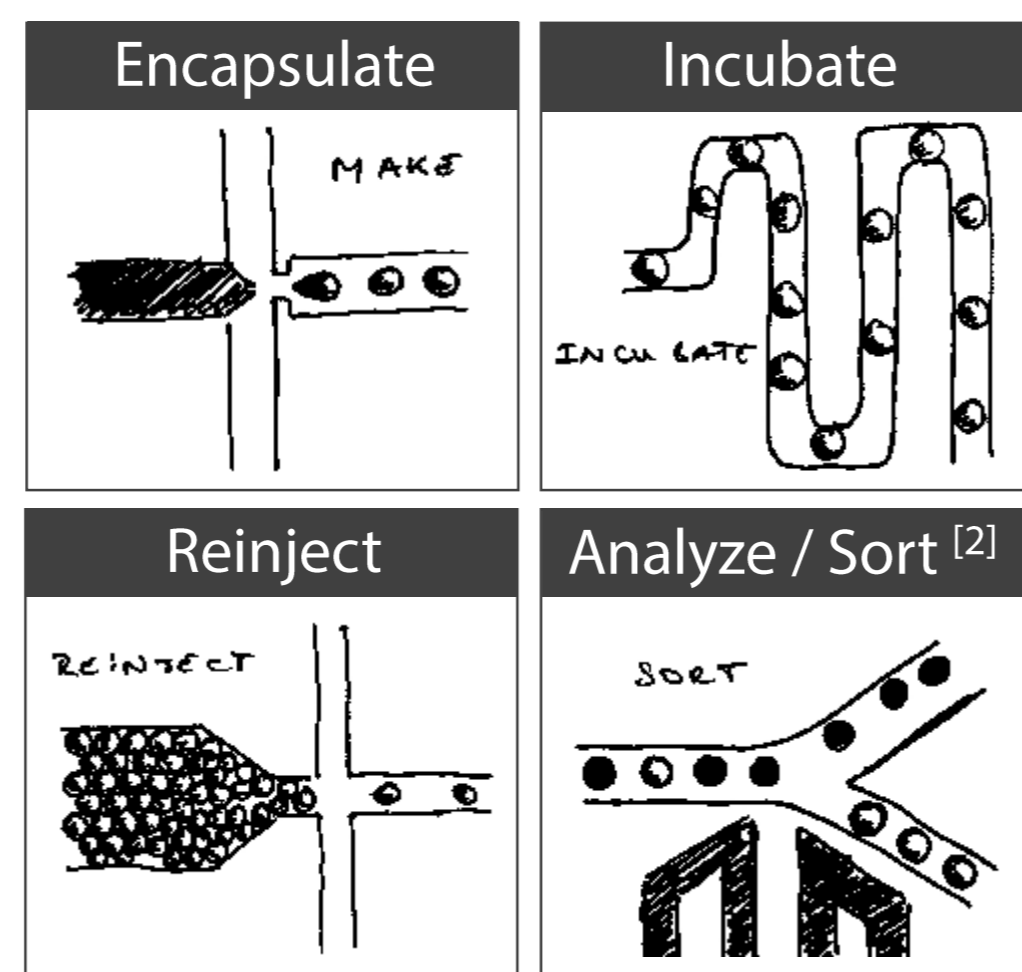 Encapsulate
MAKE
Incubate
INCUBATE
Reinject
REINJECT
Analyze / Sort [2]
SORT